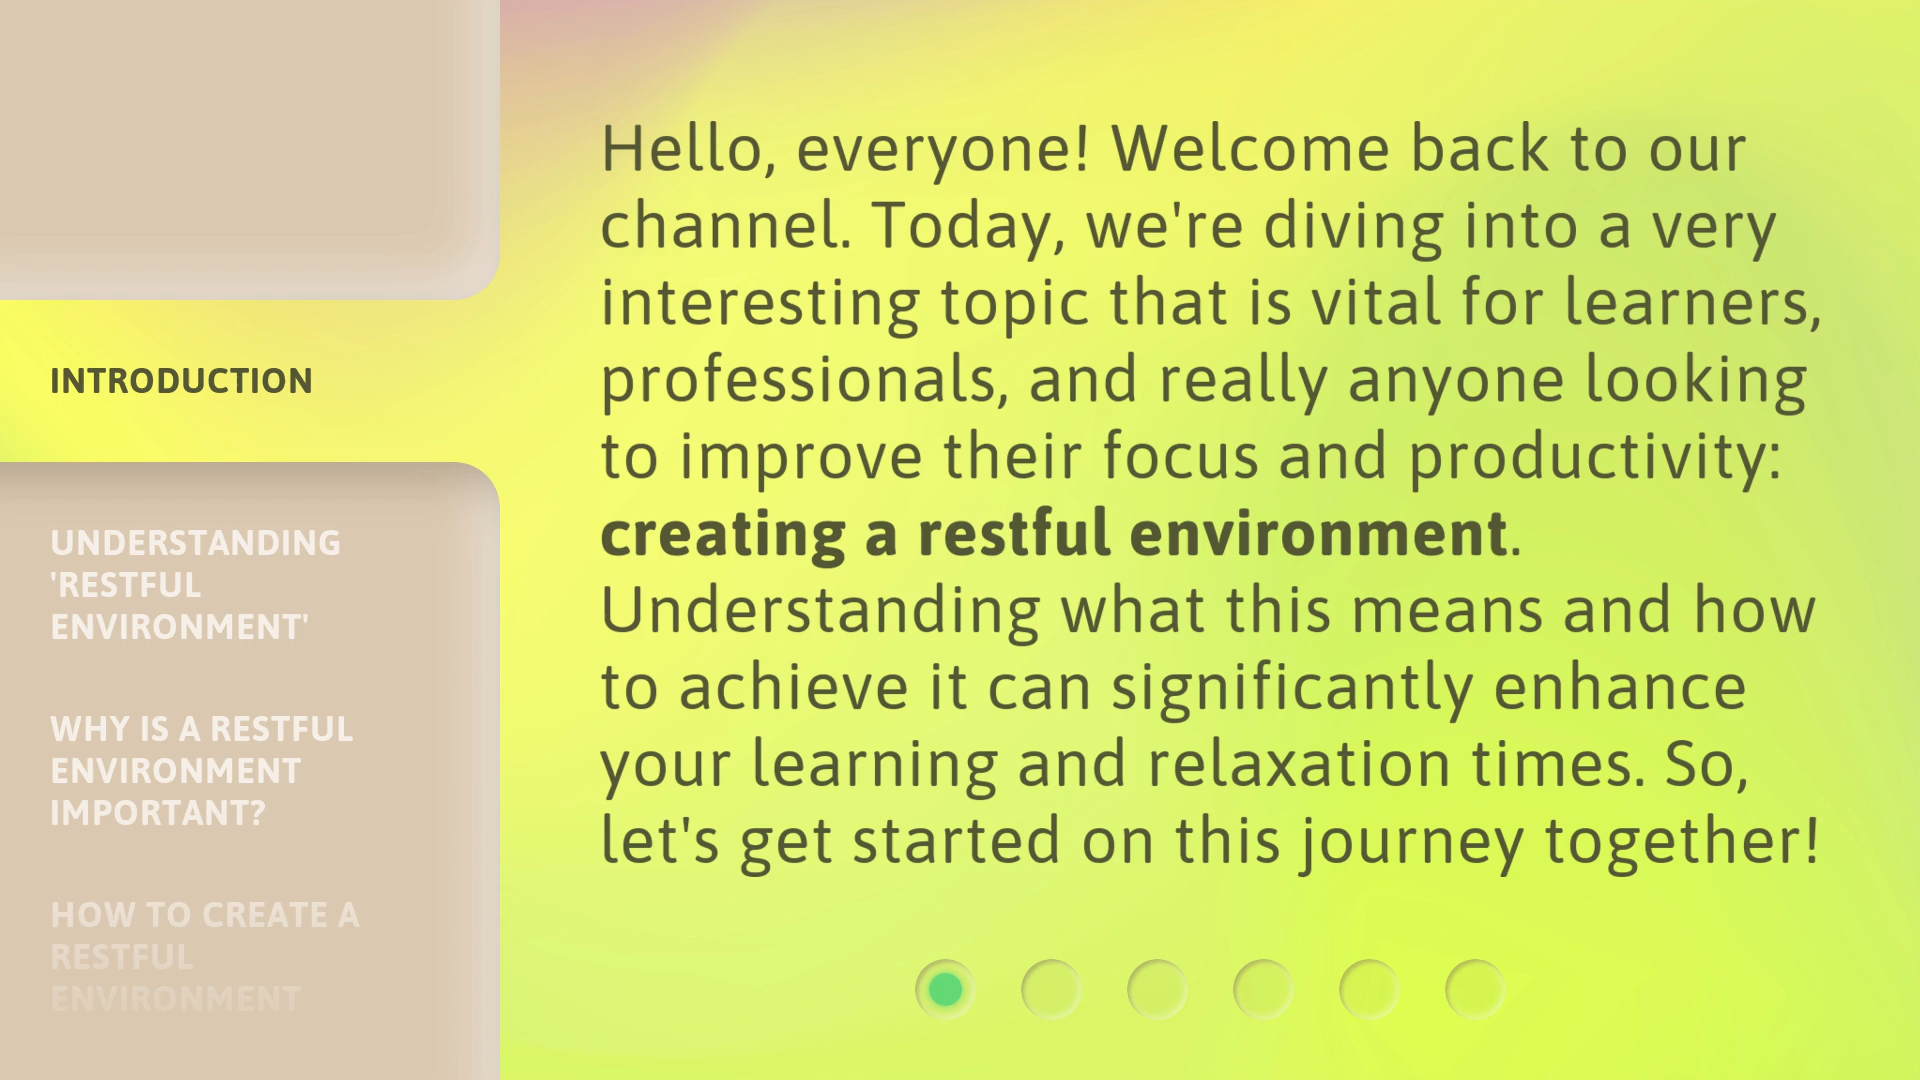 INTRODUCTION
UNDERSTANDING
'RESTFUL
ENVIRONMENT'
WHY IS A RESTFUL
ENVIRONMENT
IMPORTANT?
HOW TO CREATE A
RESTFUL
ENVIRONMENT
Hello, everyone! Welcome back to our
channel. Today, we're diving into a very
interesting topic that is vital for learners,
professionals, and really anyone looking
to improve their focus and productivity:
creating a restful environment.
Understanding what this means and how
to achieve it can significantly enhance
your learning and relaxation times. So,
let's get started on this journey together!